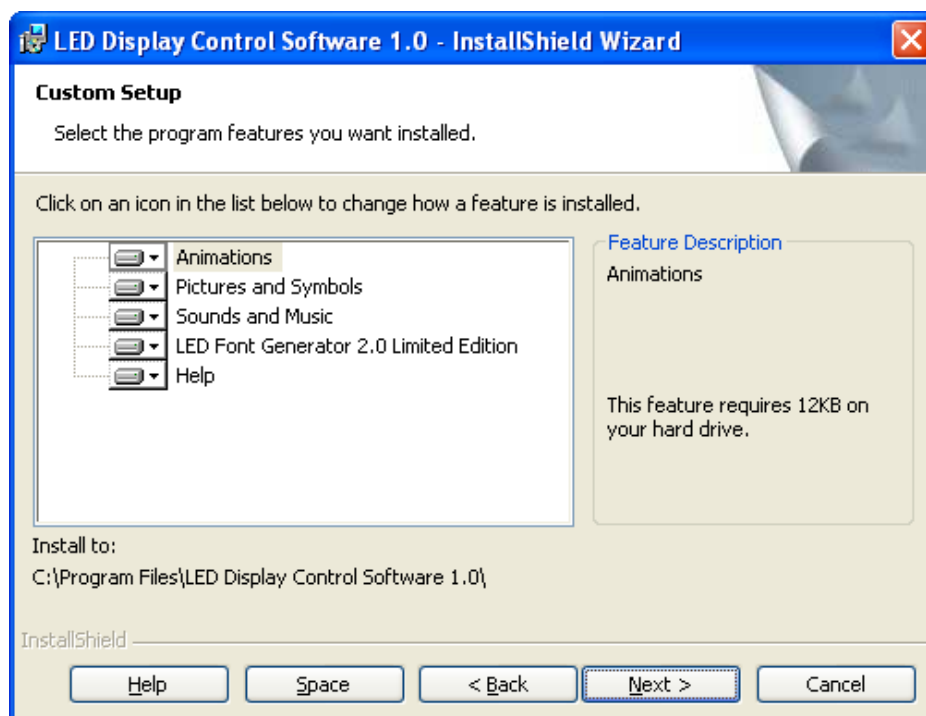 LED Display Control Software 1.0 - InstallShield Wizard
Custom Setup
Select the program features you want installed.
Click on an icon in the list below to change how a feature is installed.
Animations
Pictures and Symbols
Sounds and Music
LED Font Generator 2.0 Limited Edition
Help
Feature Description
Animations
This feature requires 12KB on
your hard drive.
Install to:
C:\Program Files\LED Display Control Software 1.0\
InstallShield
Help
Space
< Back
Next >
Cancel